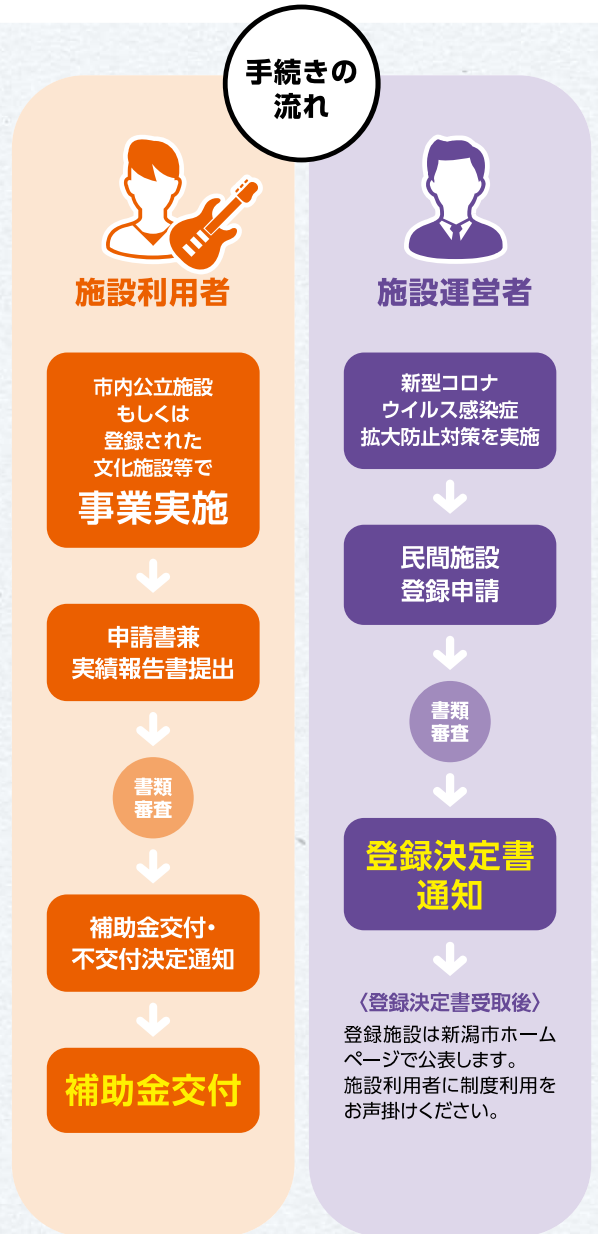 手続きの
流れ
施設利用者
市内公立施設
もしくは
登録された
文化施設等で
事業実施
申請書兼
実績報告書提出
書類
審査
補助金交付・
不交付決定通知
補助金交付
施設運営者
新型コロナ
ウイルス感染症
拡大防止対策を実施
民間施設
登録申請
書類
審査
登録決定書
通知
〈登録決定書受取後〉
登録施設は新潟市ホーム
ページで公表します。
施設利用者に制度利用を
お声掛けください。